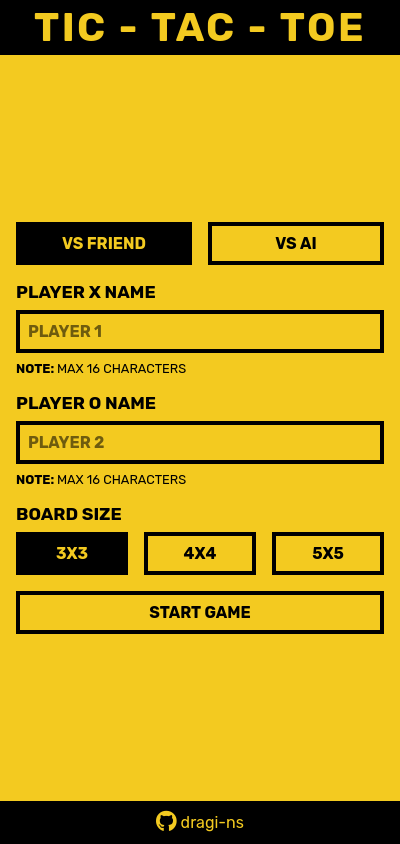 TIC - TAC - TOE
VS FRIEND VS AI
PLAYER X NAME
PLAYER 1
NOTE: MAX 16 CHARACTERS
PLAYER O NAME
PLAYER 2
NOTE: MAX 16 CHARACTERS
BOARD SIZE
3X3 4X4 5X5
START GAME
dragi-ns